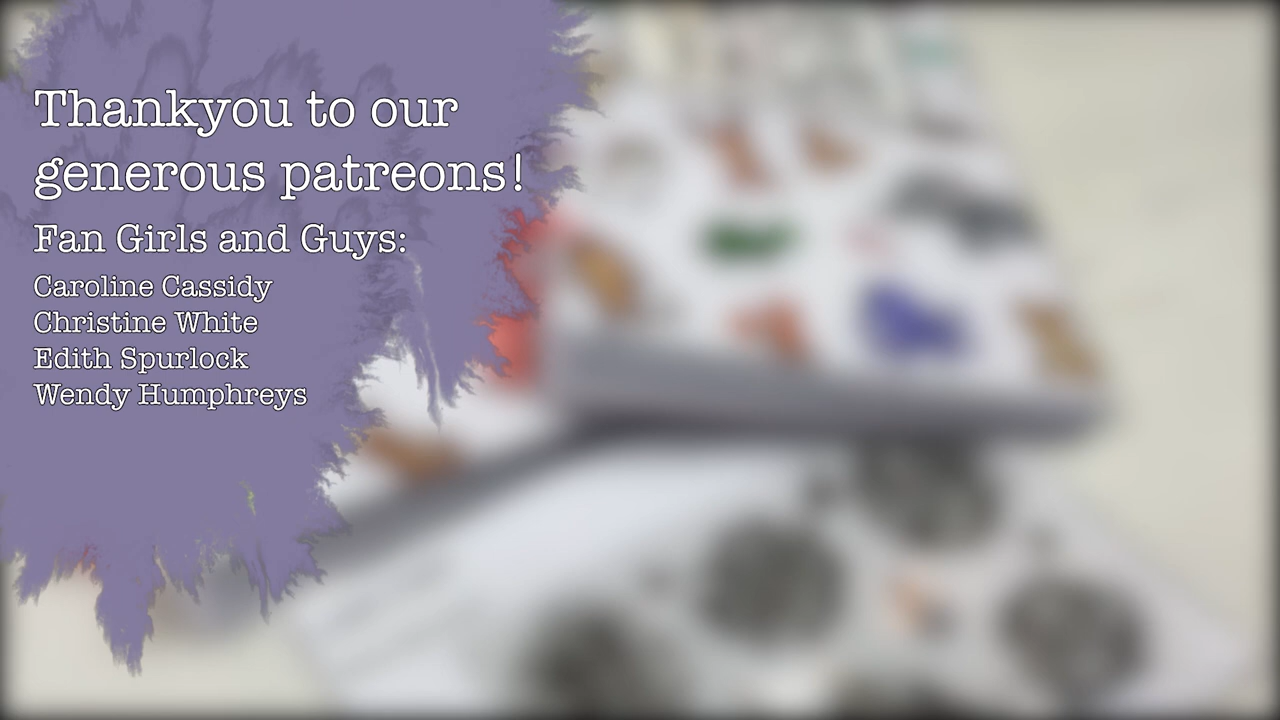 Thankyou to our
generous patreons!
Fan Girls and Guys:
Caroline Cassidy
Christine White
Edith Spurlock
Wendy Humphreys